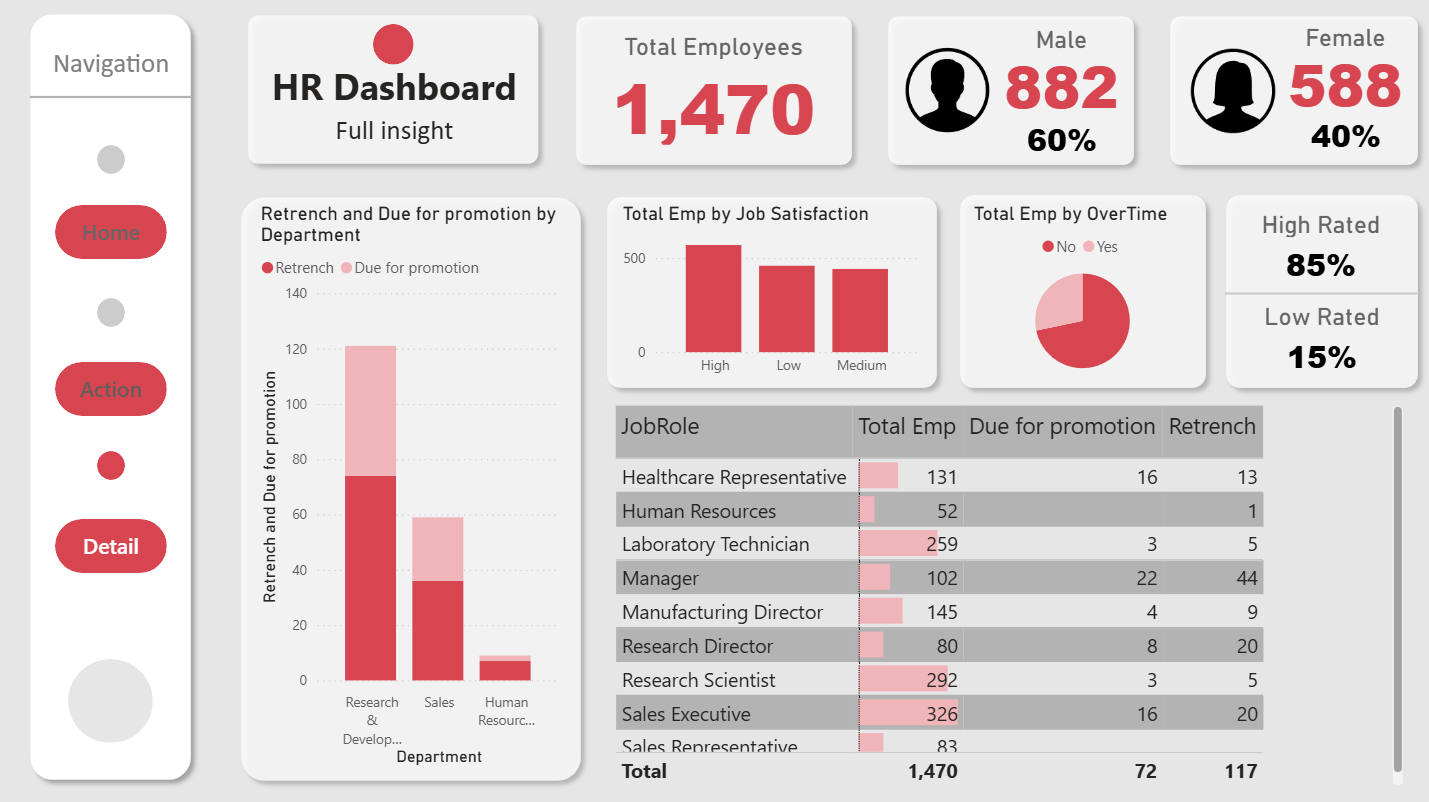 Navigation
Home
Action
Detail
HR Dashboard
Full insight
Total Employees
1,470
Male
882
60%
Female
588
40%
Retrench and Due for promotion by
Department
Retrench Due for promotion
Retrench and Due for promotion
140
120
100
80
60
40
20
0
Research
&
Develop...
Sales
Human
Resourc...
Department
Total Emp by Job Satisfaction
500
0
High Low Medium
Total Emp by OverTime
No Yes
High Rated
85%
Low Rated
15%
JobRole Total Emp Due for promotion Retrench
Healthcare Representative 131 16 13
Human Resources 52 1
Laboratory Technician 259 3 5
Manager 102 22 44
Manufacturing Director 145 4 9
Research Director 80 8 20
Research Scientist 292 3 5
Sales Executive 326 16 20
Sales Representative 83
Total 1,470 72 117